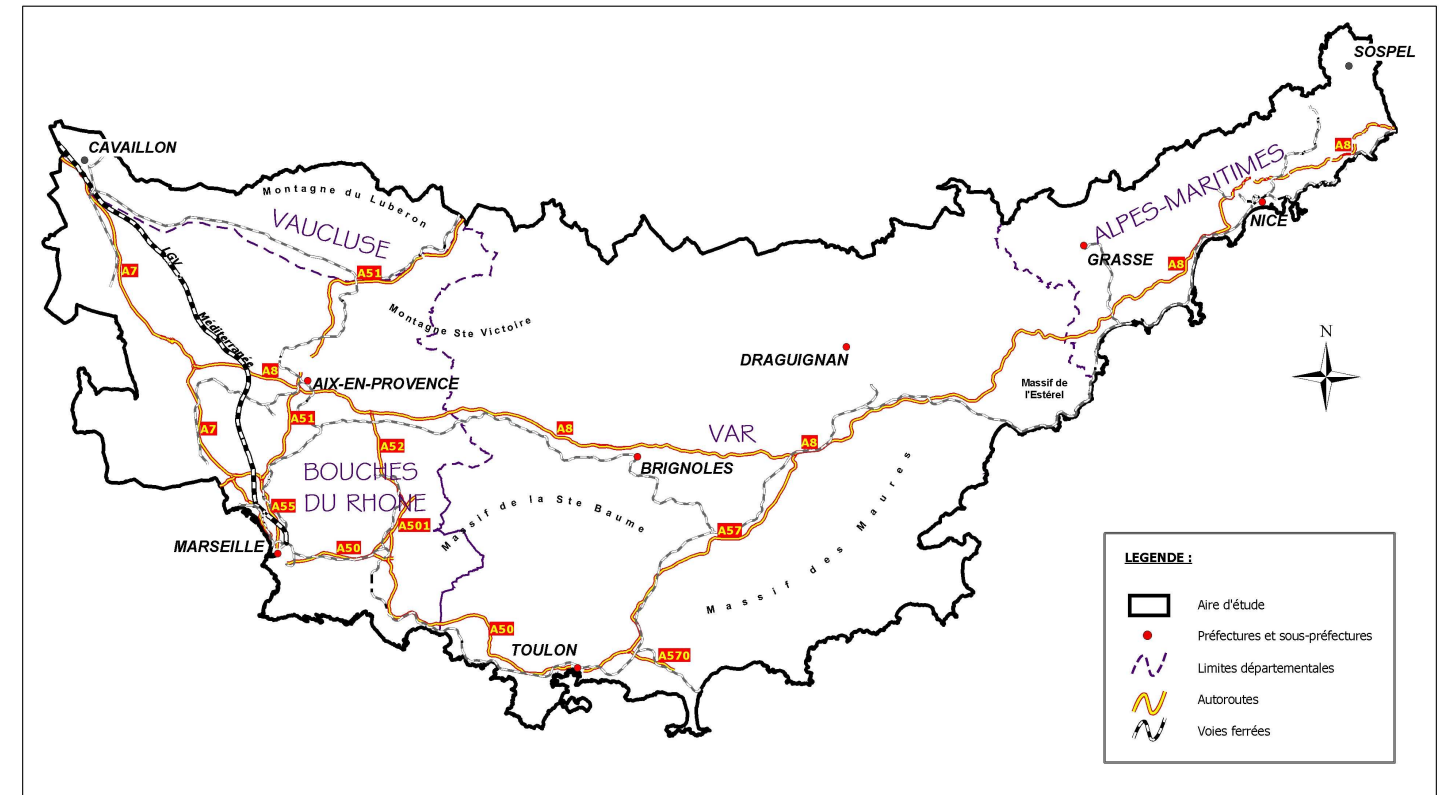 SOSPEL
CAVAILLON
A8
Montagne du Luberon
ALPES-MARITIMES
VAUCLUSE
NICE
LGV Méditerranée
A7
A51
GRASSE
A8
Montagne Ste Victoire
N
DRAGUIGNAN
A8
AIX-EN-PROVENCE
Massif de
l'Estérel
A51
A7
A52
A8
VAR
A8
BRIGNOLES
BOUCHES
DU RHONE
A55
Massif de la Ste Baume
A501
A57
Massif des Maures
MARSEILLE
A50
A50
TOULON
A570
LEGENDE :
Aire d'étude
Préfectures et sous-préfectures
Limites départementales
Autoroutes
Voies ferrées